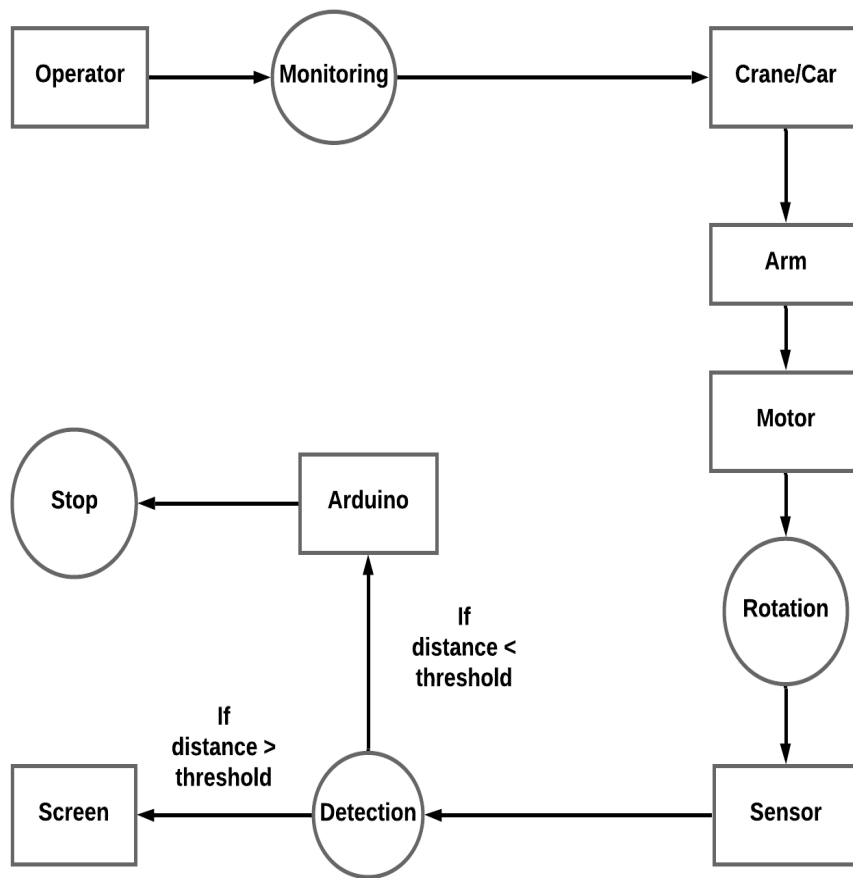 Operator
Monitoring
Crane/Car
Arm
Motor
Rotation
Sensor
Detection
If
distance <
threshold
Arduino
Stop
If
distance >
threshold
Screen